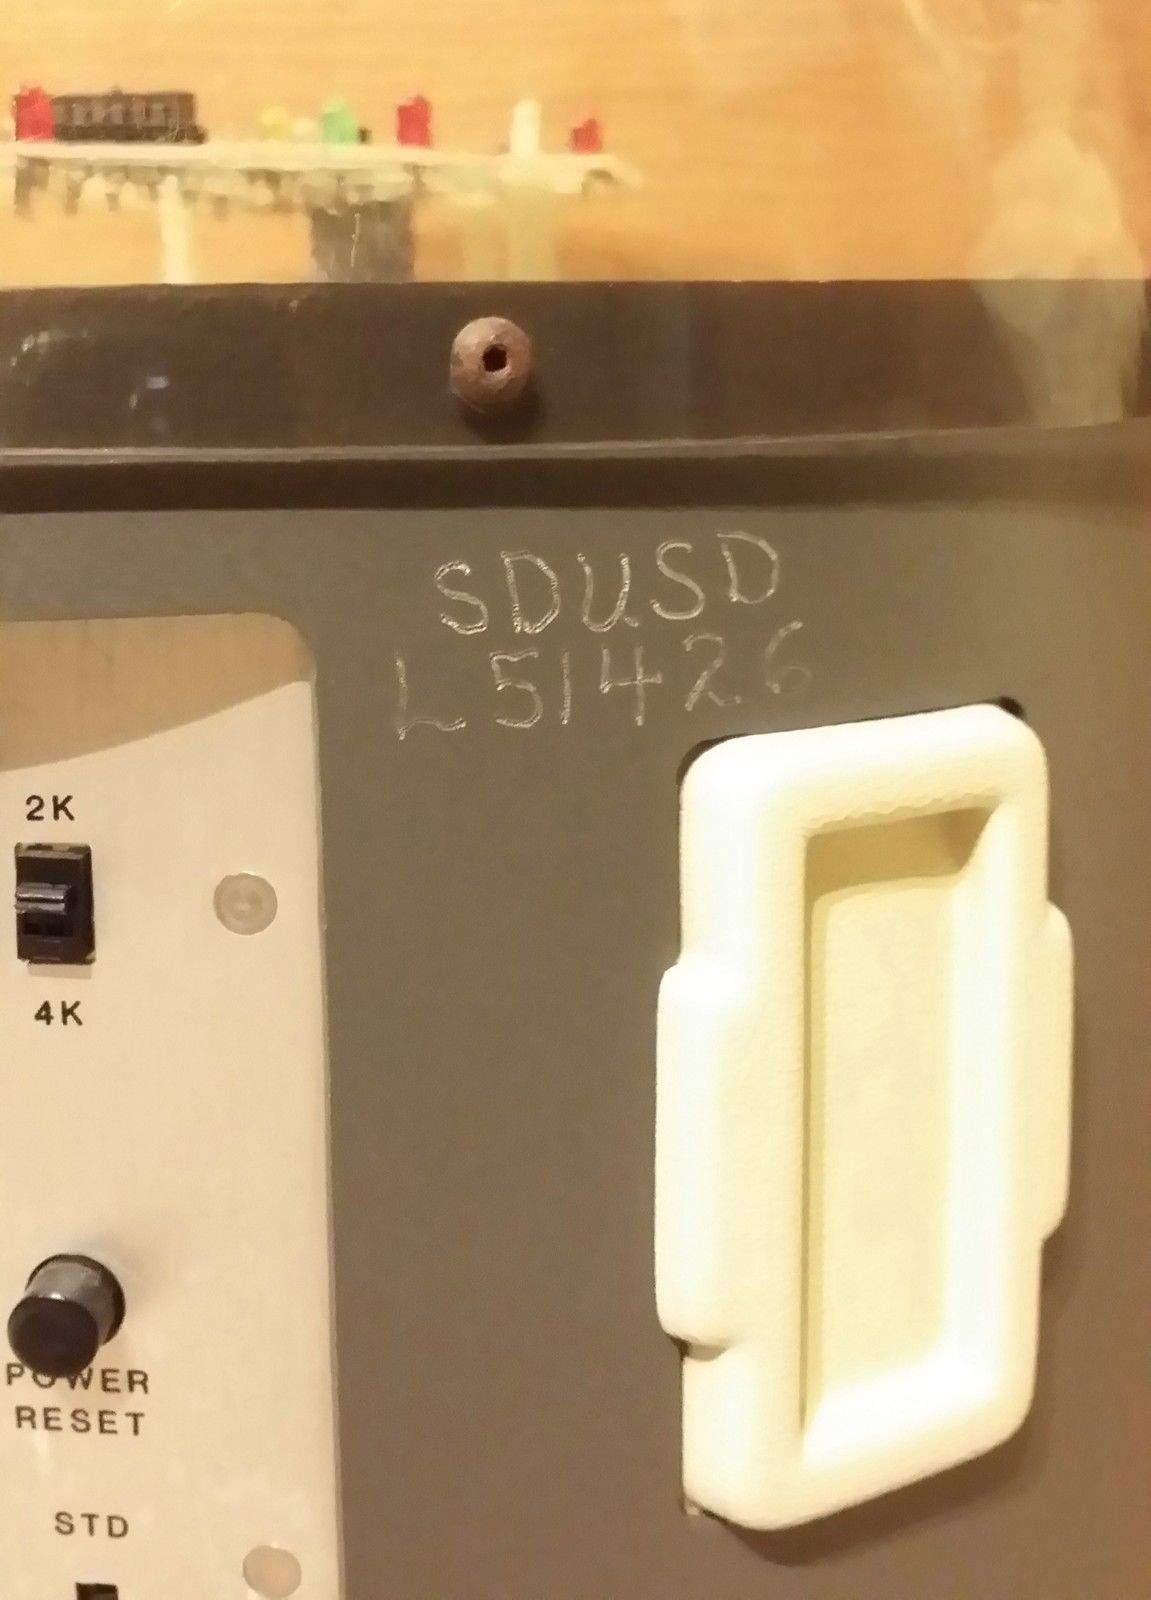 SDUSD
L51426
2K
4K
POWER
RESET
STD